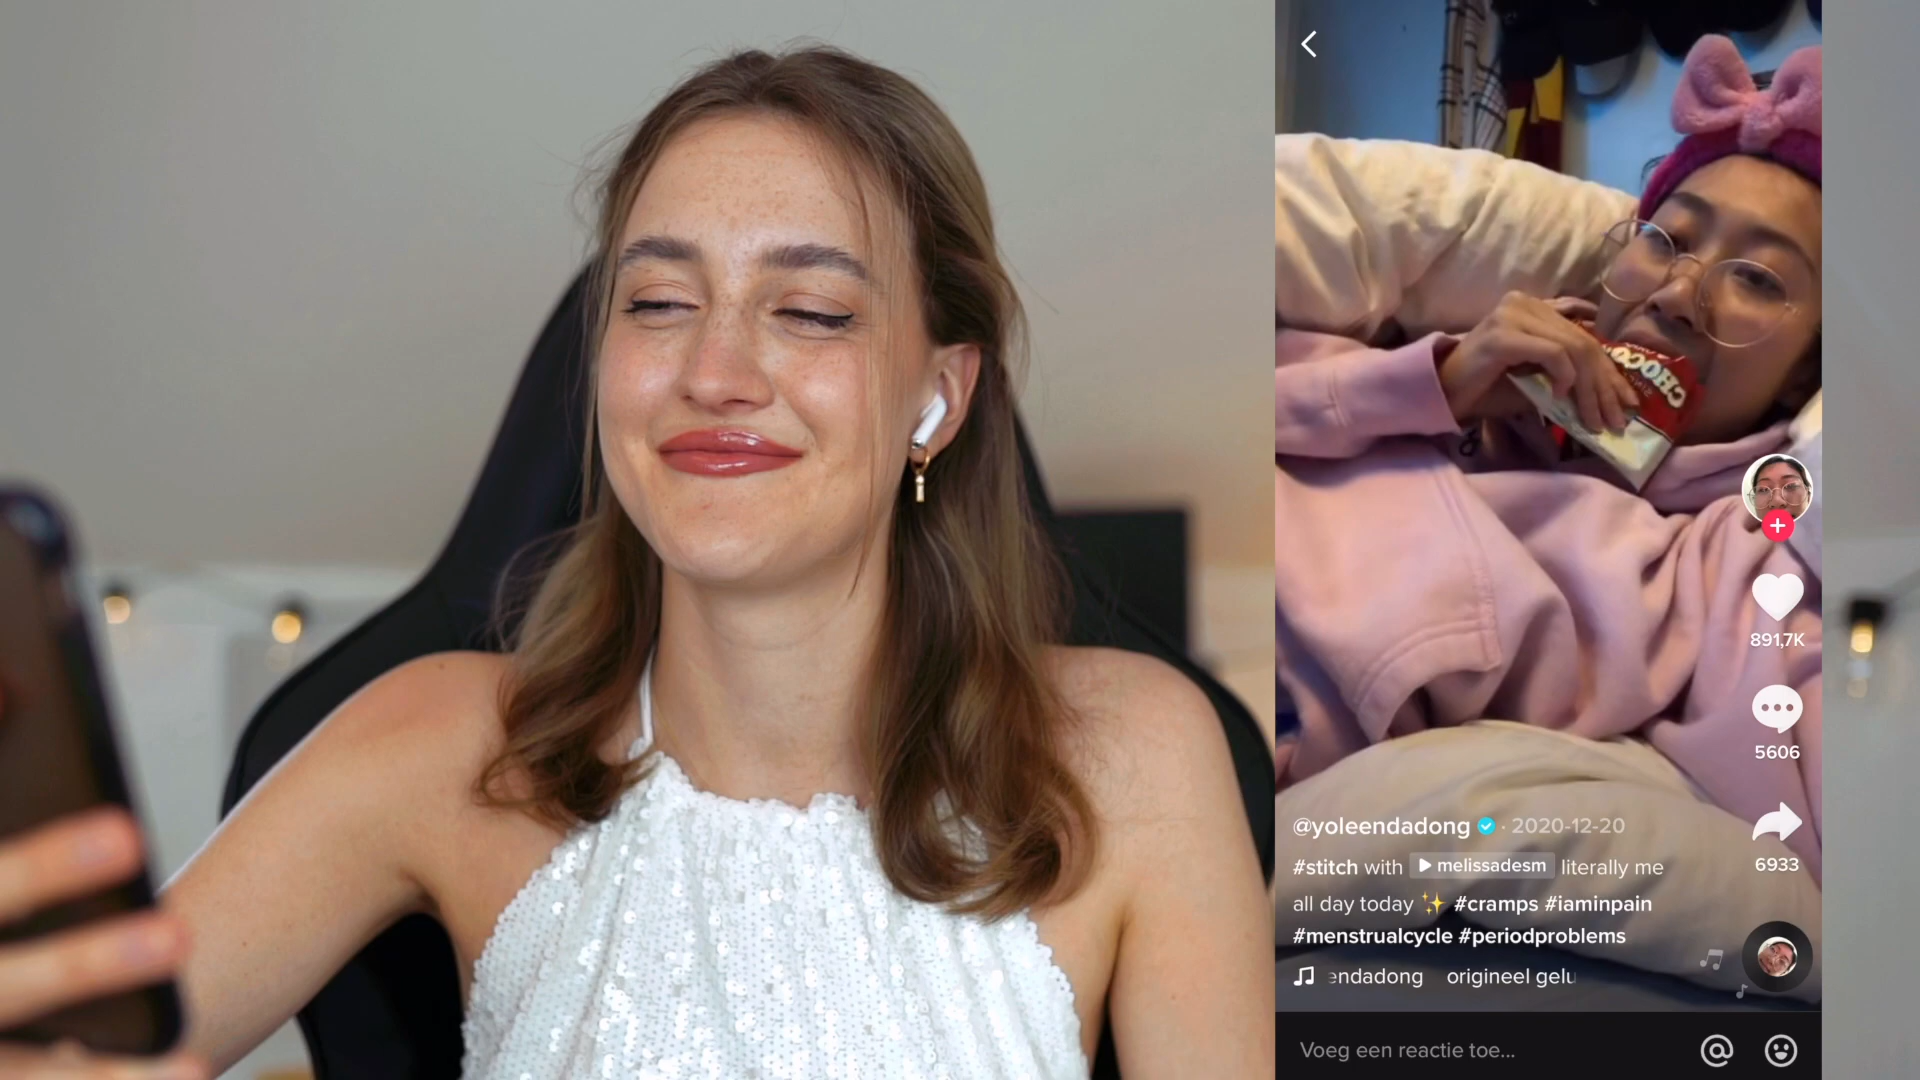 CHOCO
891,7K
5606
@yoleendadong · 2020-12-20
6933
#stitch with melissadesm literally me
all day today ✨ #cramps #iaminpain
#menstrualcycle #periodproblems
endadong origineel gelu
Voeg een reactie toe...